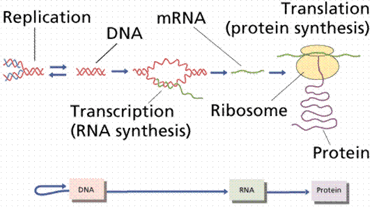 Replication
DNA
mRNA
Translation
(protein synthesis)
Transcription
(RNA synthesis)
Ribosome
Protein
DNA
RNA
Protein